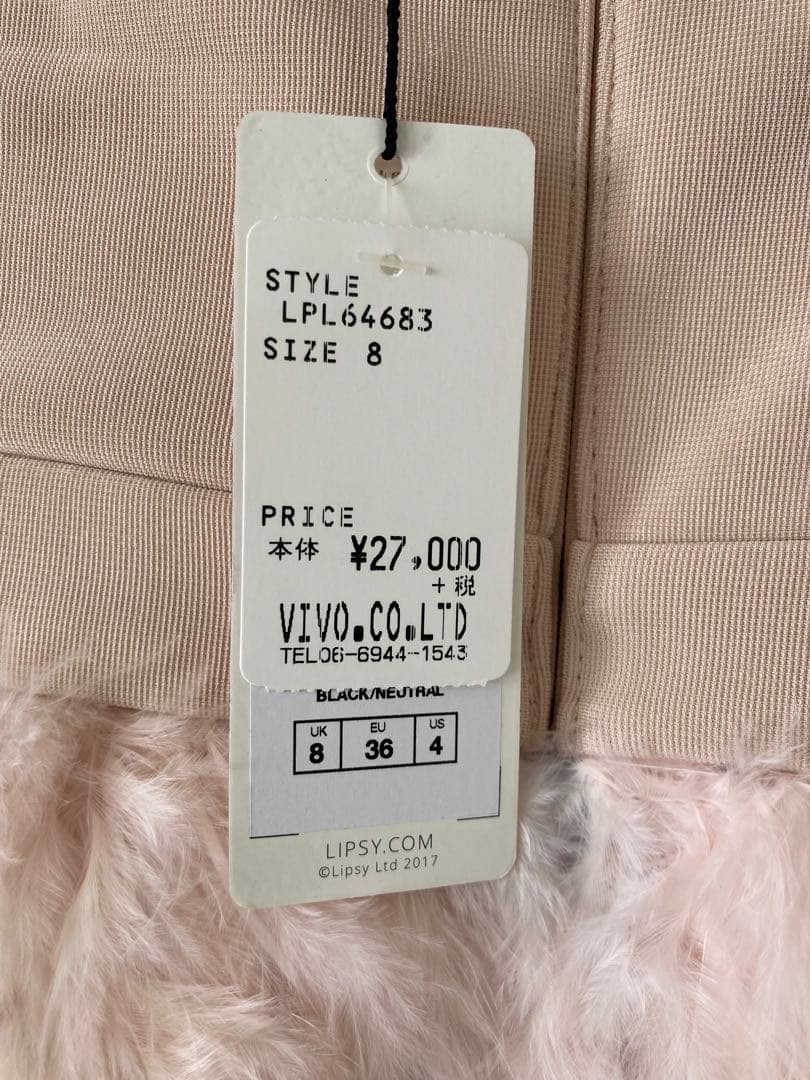 STYLE
LPL64683
SIZE 8
PRICE
本体 ¥27,000
+税
VIVO.CO.LTD
TEL06-6944-1543
BLACK/NEUTRAL
UK EU US
8 36 4
LIPSY.COM
©Lipsy Ltd 2017